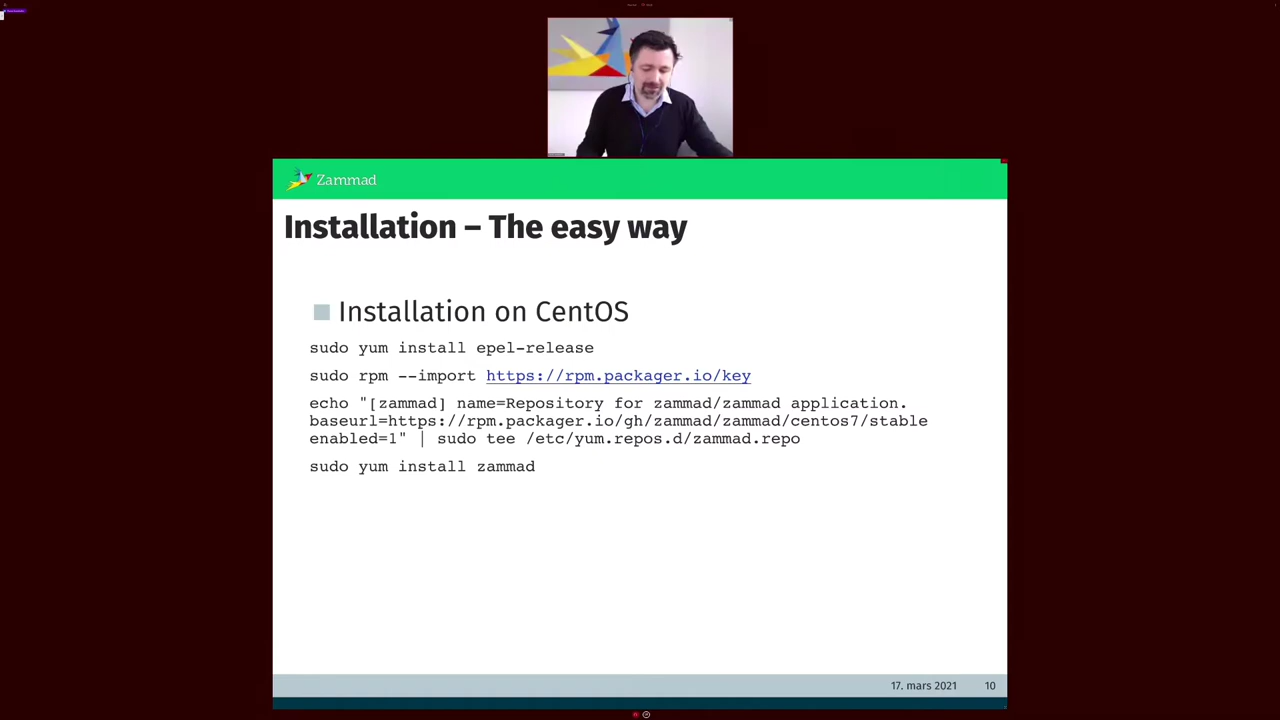 Zammad
Installation – The easy way
Installation on CentOS
sudo yum install epel-release
sudo rpm --import https://rpm.packager.io/key
echo "[zammad] name=Repository for zammad/zammad application.
baseurl=https://rpm.packager.io/gh/zammad/zammad/centos7/stable
enabled=1" | sudo tee /etc/yum.repos.d/zammad.repo
sudo yum install zammad
17. mars 2021
10